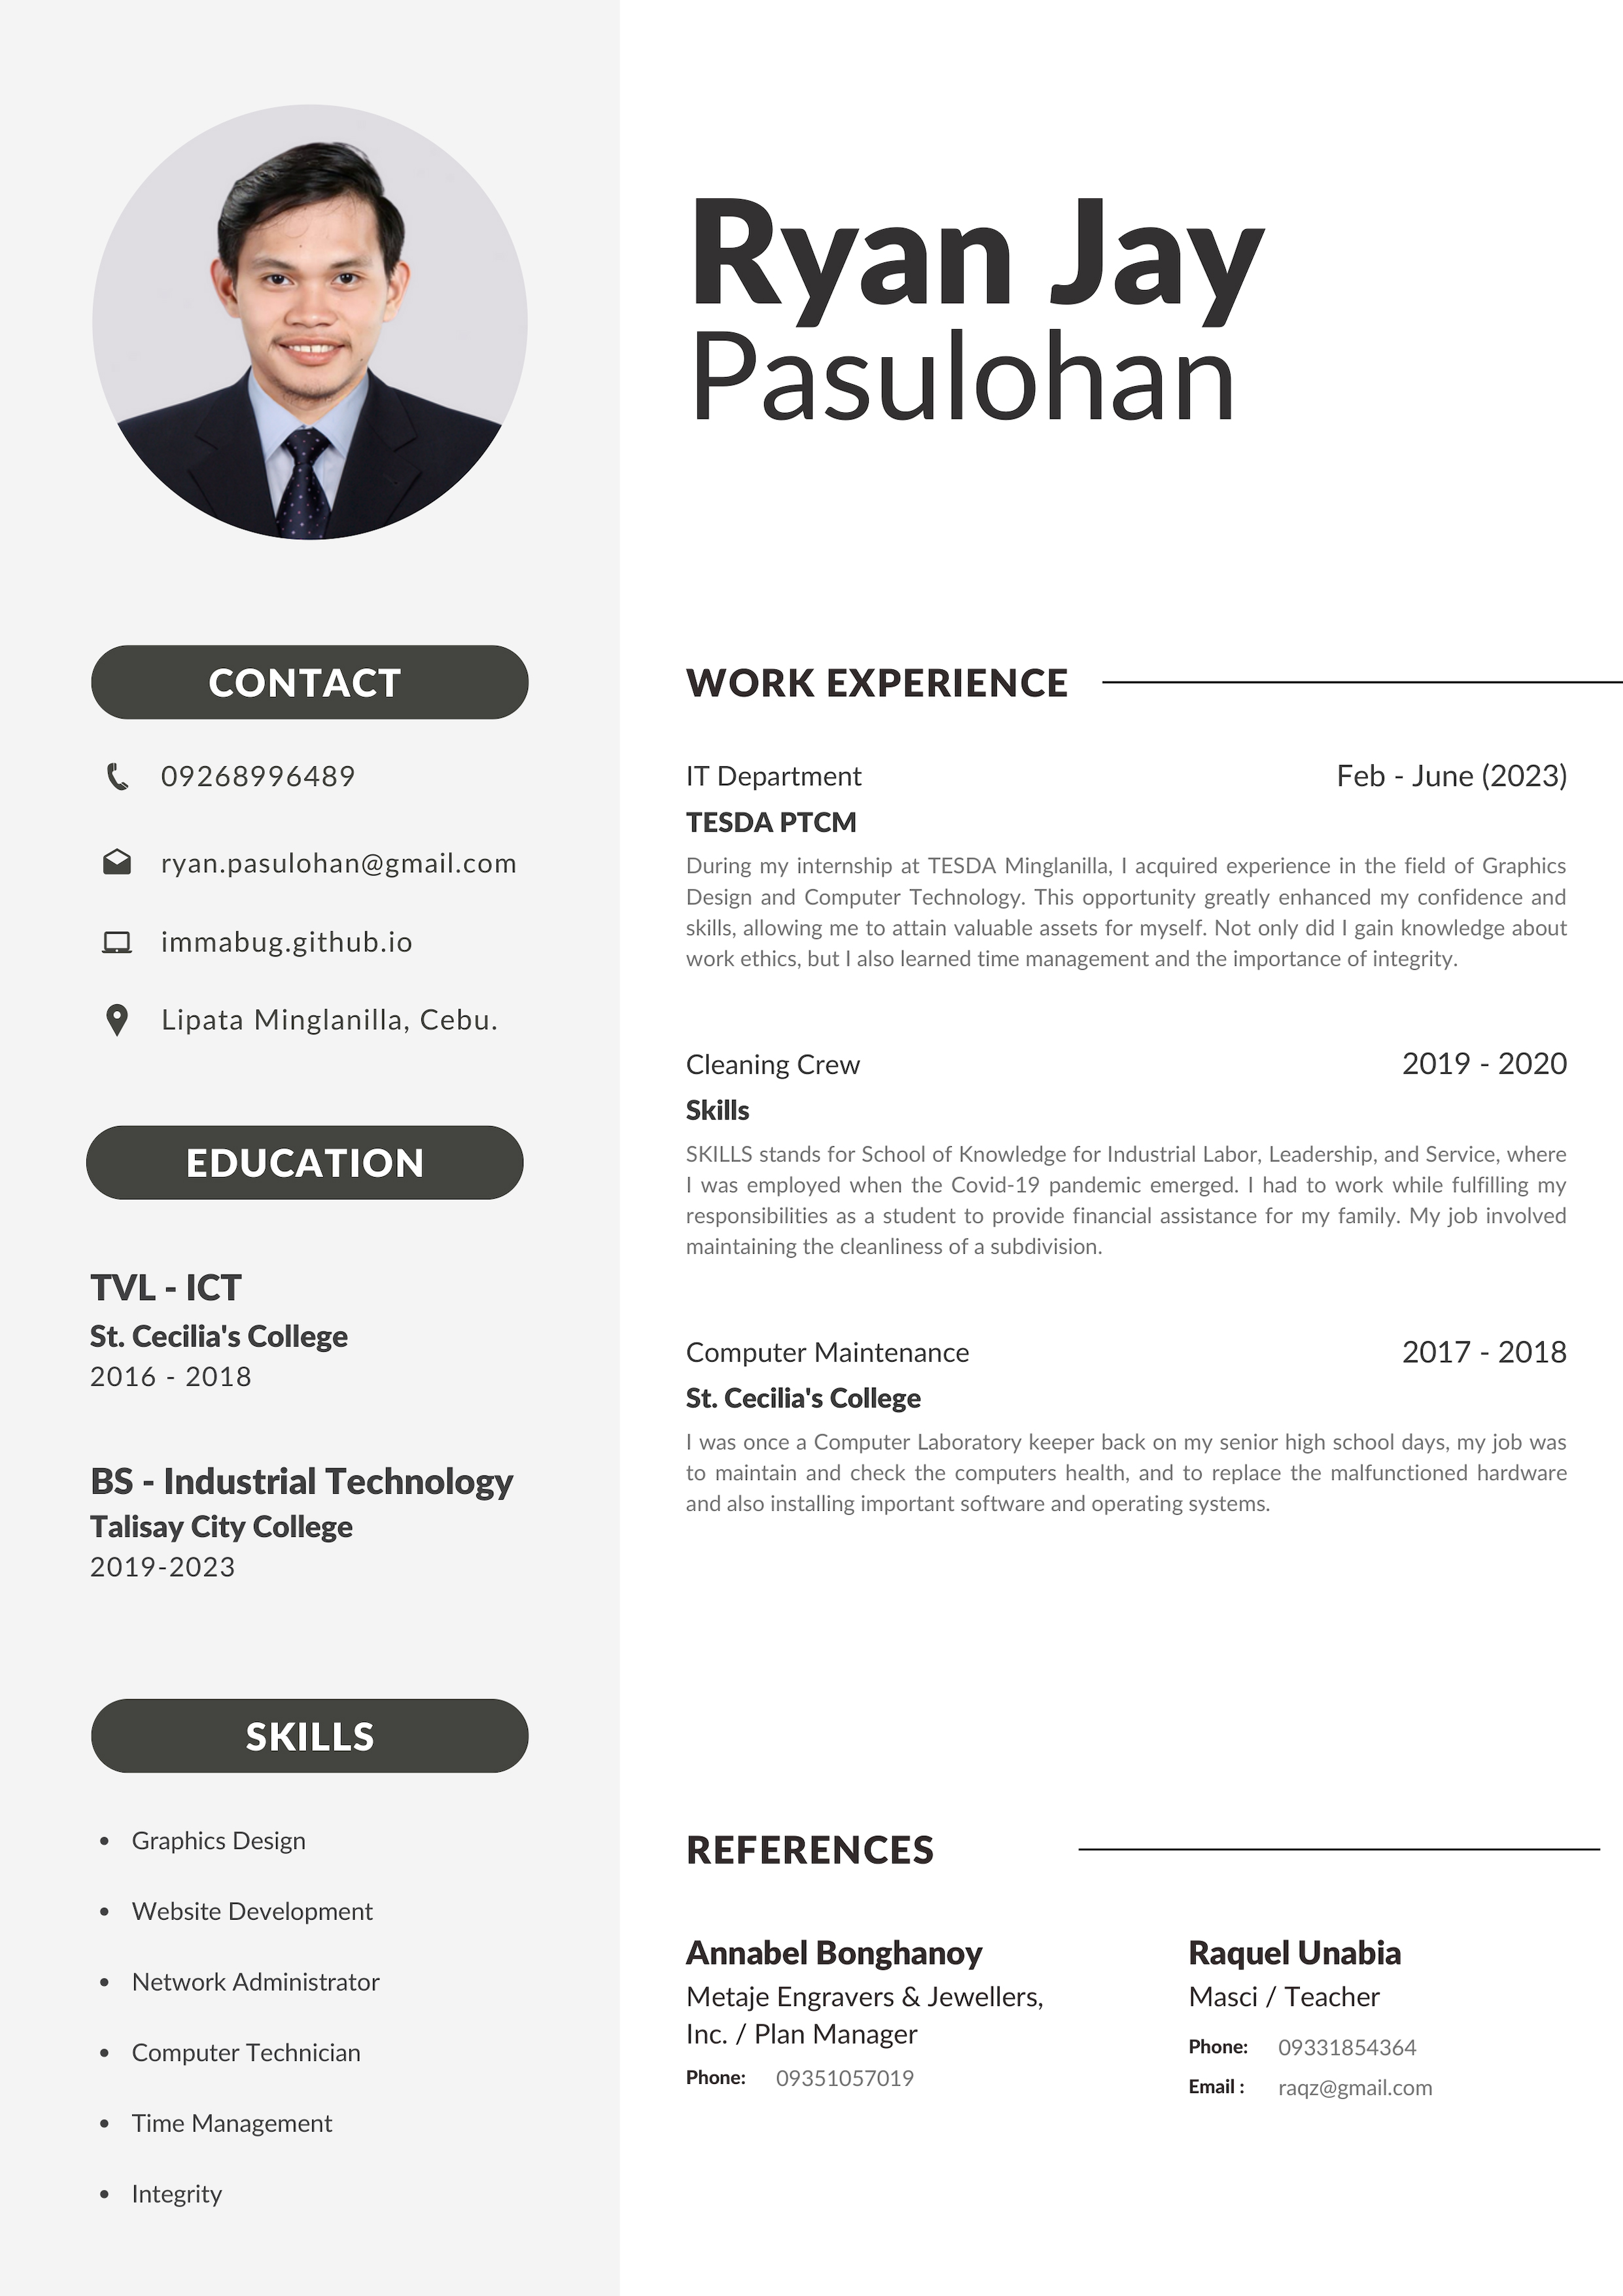 Ryan Jay
Pasulohan
CONTACT
09268996489
ryan.pasulohan@gmail.com
immabug.github.io
Lipata Minglanilla, Cebu.
EDUCATION
TVL - ICT
St. Cecilia's College
2016 - 2018
BS - Industrial Technology
Talisay City College
2019-2023
SKILLS
• Graphics Design
• Website Development
• Network Administrator
• Computer Technician
• Time Management
• Integrity
WORK EXPERIENCE
IT Department Feb - June (2023)
TESDA PTCM
During my internship at TESDA Minglanilla, I acquired experience in the field of Graphics
Design and Computer Technology. This opportunity greatly enhanced my confidence and
skills, allowing me to attain valuable assets for myself. Not only did I gain knowledge about
work ethics, but I also learned time management and the importance of integrity.
Cleaning Crew 2019 - 2020
Skills
SKILLS stands for School of Knowledge for Industrial Labor, Leadership, and Service, where
I was employed when the Covid-19 pandemic emerged. I had to work while fulfilling my
responsibilities as a student to provide financial assistance for my family. My job involved
maintaining the cleanliness of a subdivision.
Computer Maintenance 2017 - 2018
St. Cecilia's College
I was once a Computer Laboratory keeper back on my senior high school days, my job was
to maintain and check the computers health, and to replace the malfunctioned hardware
and also installing important software and operating systems.
REFERENCES
Annabel Bonghanoy
Metaje Engravers & Jewellers,
Inc. / Plan Manager
Phone: 09351057019
Raquel Unabia
Masci / Teacher
Phone: 09331854364
Email : raqz@gmail.com